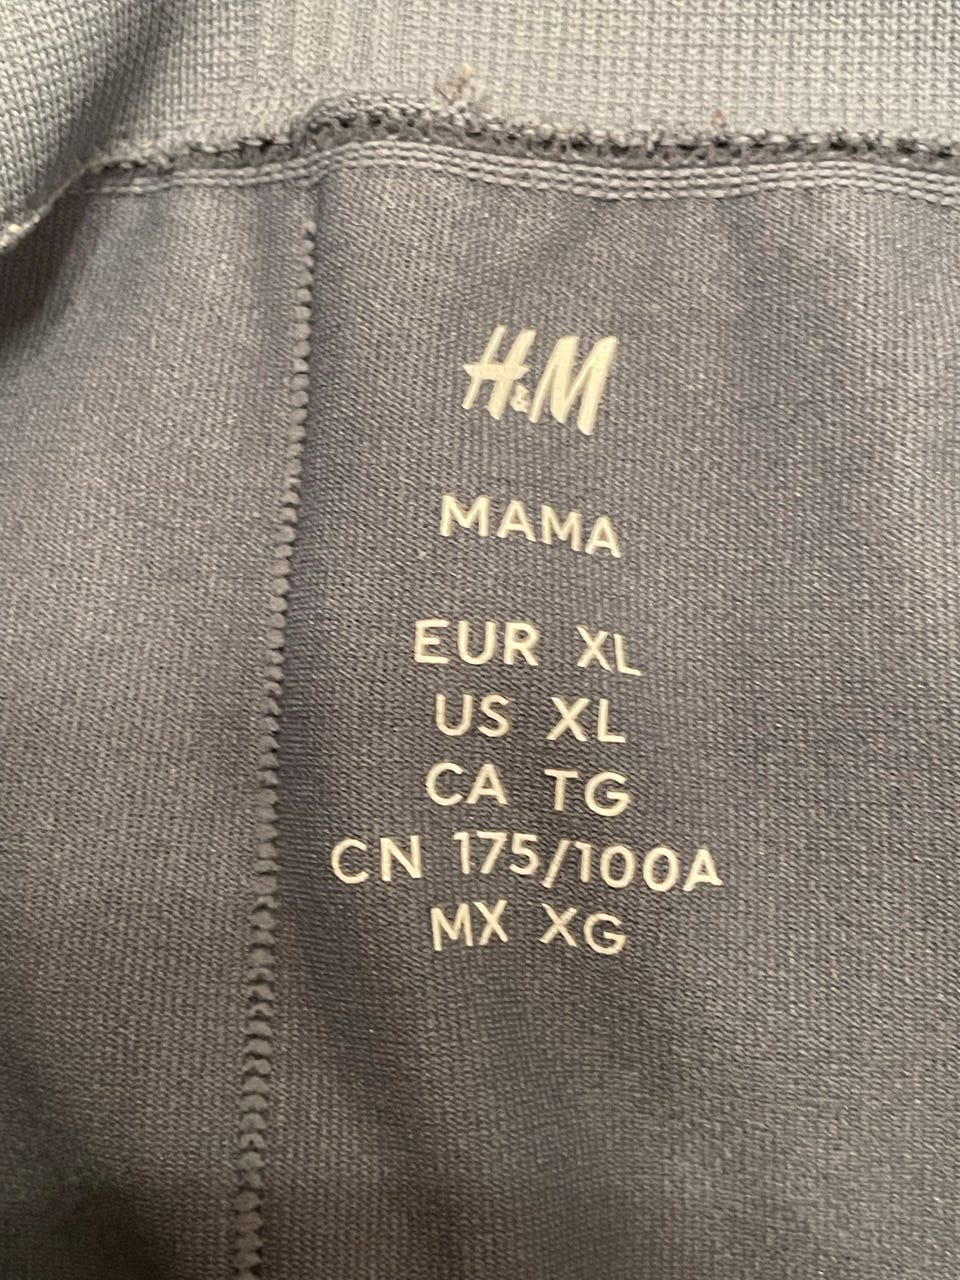 H&M
MAMA
EUR XL
US XL
CA TG
CN 175/100A
MX XG